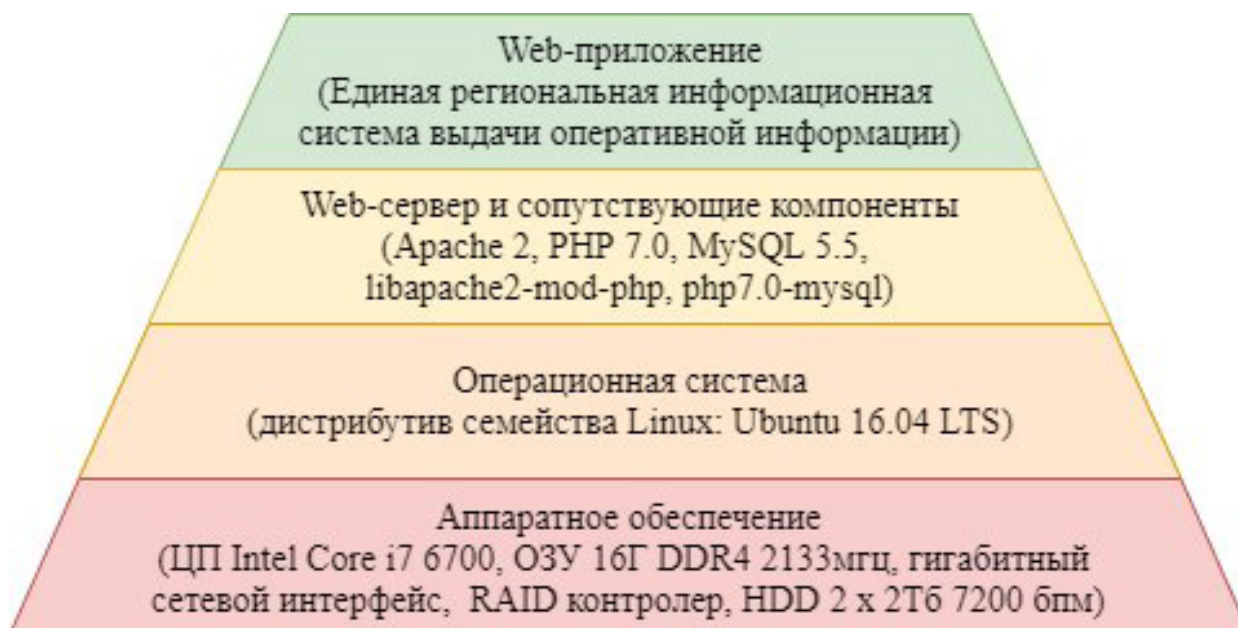 Web-приложение
(Единая региональная информационная
система выдачи оперативной информации)
Web-сервер и сопутствующие компоненты
(Apache 2, PHP 7.0, MySQL 5.5,
libapache2-mod-php, php7.0-mysql)
Операционная система
(дистрибутив семейства Linux: Ubuntu 16.04 LTS)
Аппаратное обеспечение
(ЦП Intel Core i7 6700, ОЗУ 16Г DDR4 2133мгц, гигабитный
сетевой интерфейс, RAID контролер, HDD 2 x 2Тб 7200 бпм)